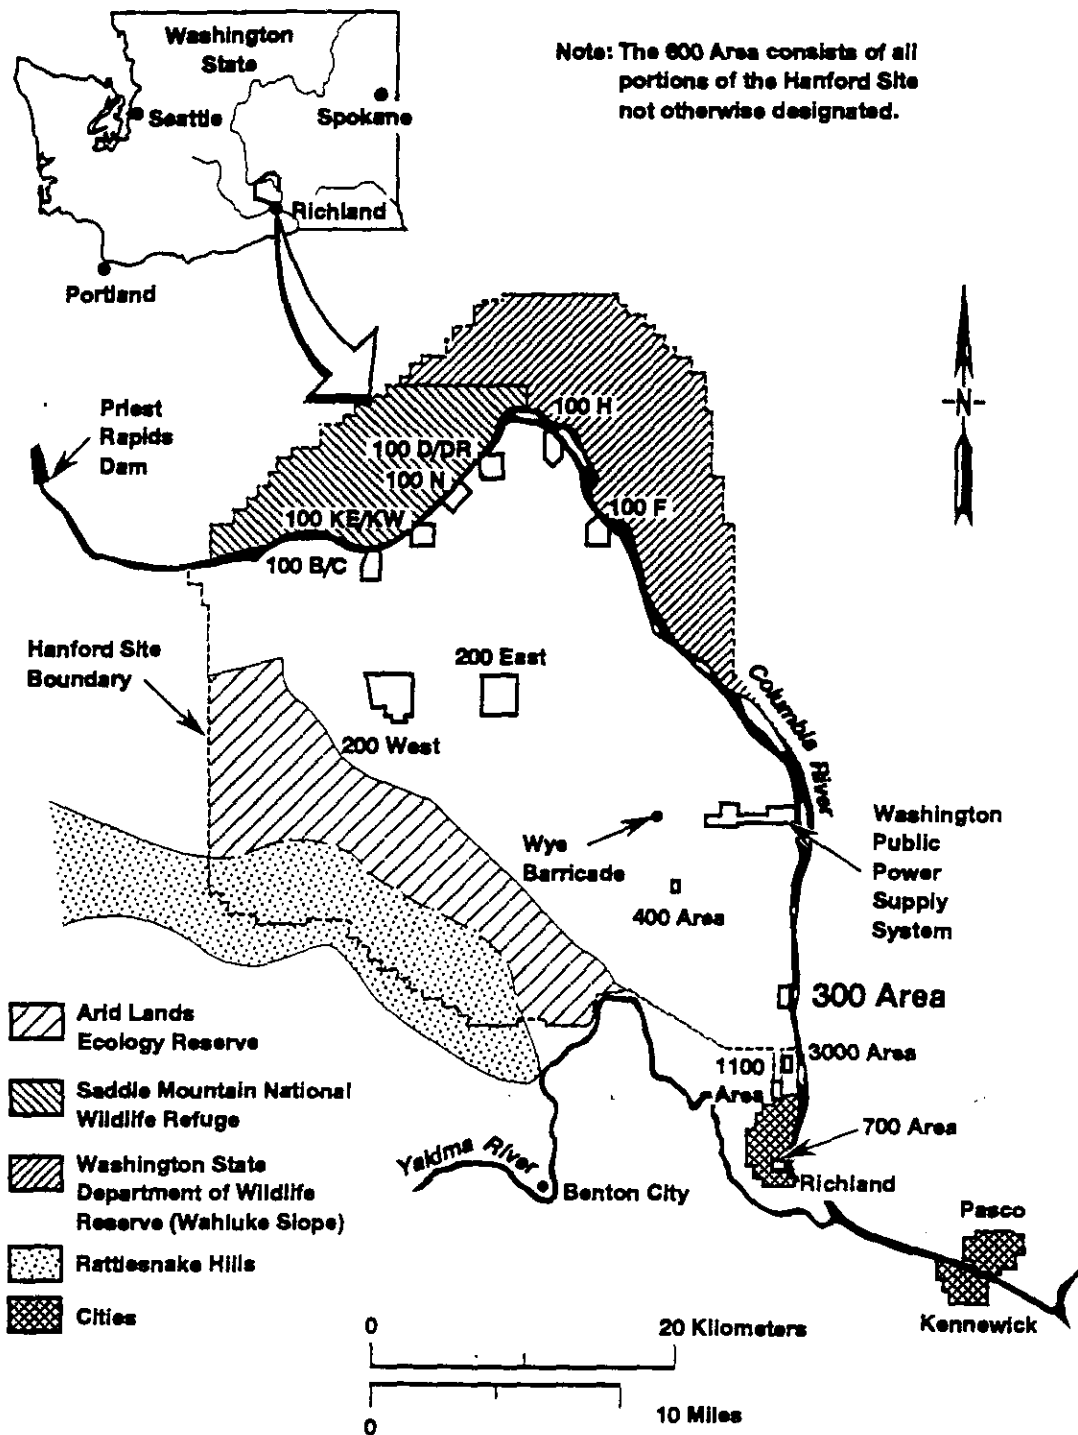 Washington
State
Seattle
Spokane
Richland
Portland
Note: The 600 Area consists of all
portions of the Hanford Site
not otherwise designated.
N
Priest
Rapids
Dam
100 H
100 D/DR
100 N
100 F
100 KE/KW
100 B/C
Hanford Site
Boundary
200 East
200 West
Columbia River
Wye
Barricade
Washington
Public
Power
Supply
System
400 Area
300 Area
3000 Area
1100
Area
700 Area
Richland
Yakima River
Benton City
Pasco
Kennewick
Arid Lands
Ecology Reserve
Saddle Mountain National
Wildlife Refuge
Washington State
Department of Wildlife
Reserve (Wahluke Slope)
Rattlesnake Hills
Cities
0
20 Kilometers
0
10 Miles